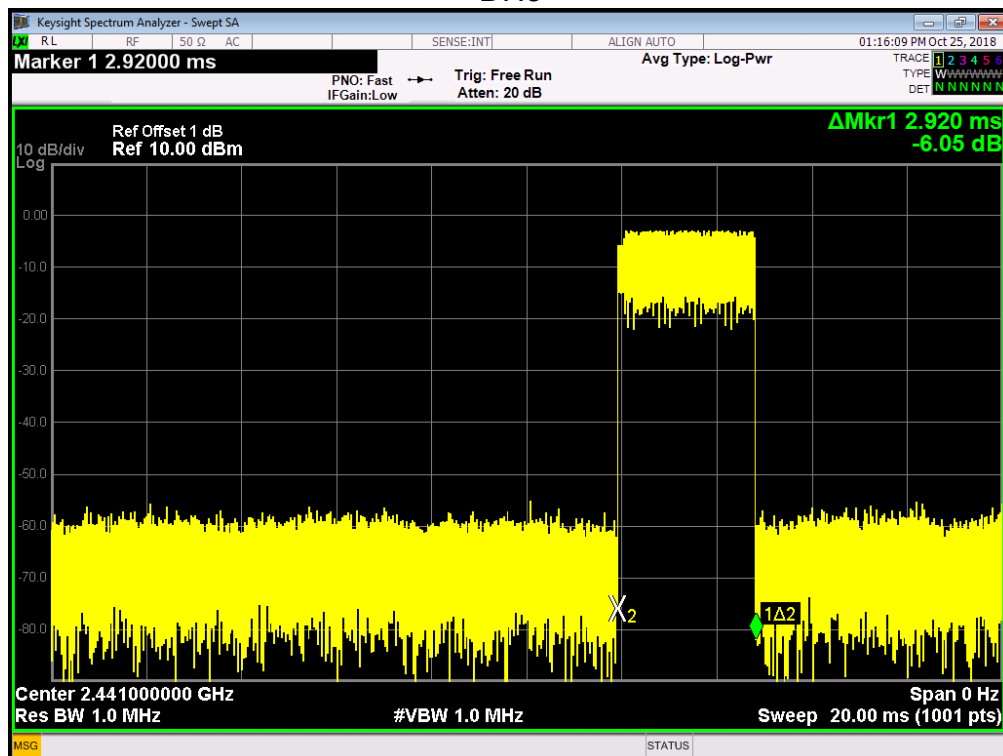 Keysight Spectrum Analyzer - Swept SA
LXI RL RF 50 Ω AC SENSE:INT ALIGN AUTO 01:16:09 PM Oct 25, 2018
Marker 1 2.92000 ms
PNO: Fast
IFGain:Low
Trig: Free Run
Atten: 20 dB
Avg Type: Log-Pwr
TRACE 1 2 3 4 5 6
TYPE WWWWWW
DET N N N N N N
ΔMkr1 2.920 ms
-6.05 dB
Ref Offset 1 dB
10 dB/div Ref 10.00 dBm
Log
0.00
-10.0
-20.0
-30.0
-40.0
-50.0
-60.0
-70.0
-80.0
X2
1Δ2
Center 2.441000000 GHz Span 0 Hz
Res BW 1.0 MHz #VBW 1.0 MHz Sweep 20.00 ms (1001 pts)
MSG STATUS